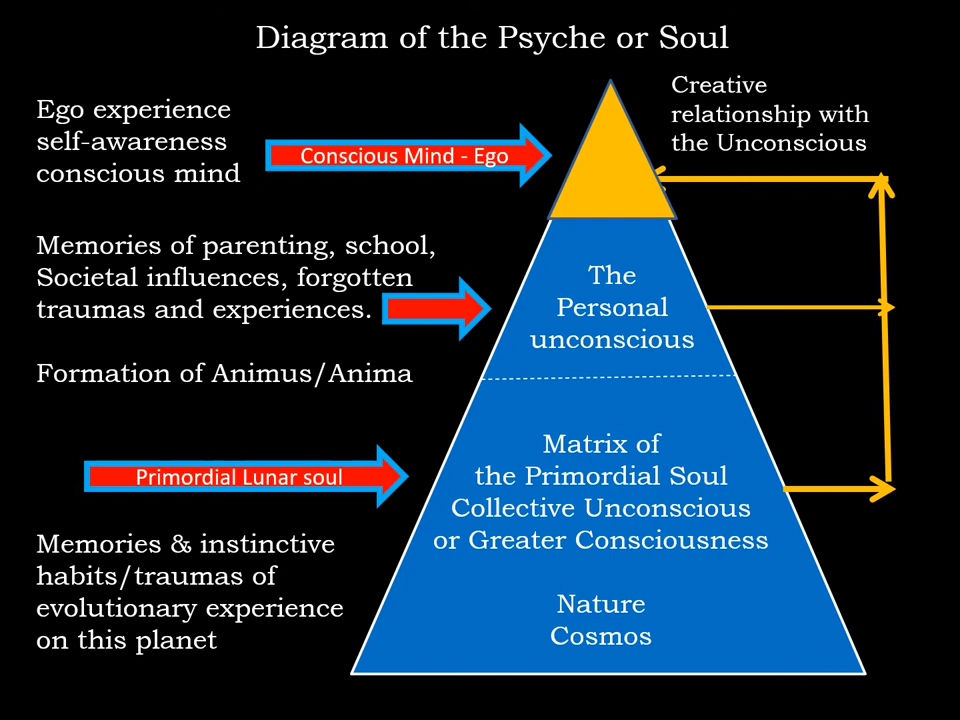 Diagram of the Psyche or Soul
Creative
relationship with
the Unconscious
Ego experience
self-awareness
conscious mind
Conscious Mind - Ego
Memories of parenting, school,
Societal influences, forgotten
traumas and experiences.
The
Personal
unconscious
Formation of Animus/Anima
Primordial Lunar soul
Matrix of
the Primordial Soul
Collective Unconscious
or Greater Consciousness
Nature
Cosmos
Memories & instinctive
habits/traumas of
evolutionary experience
on this planet